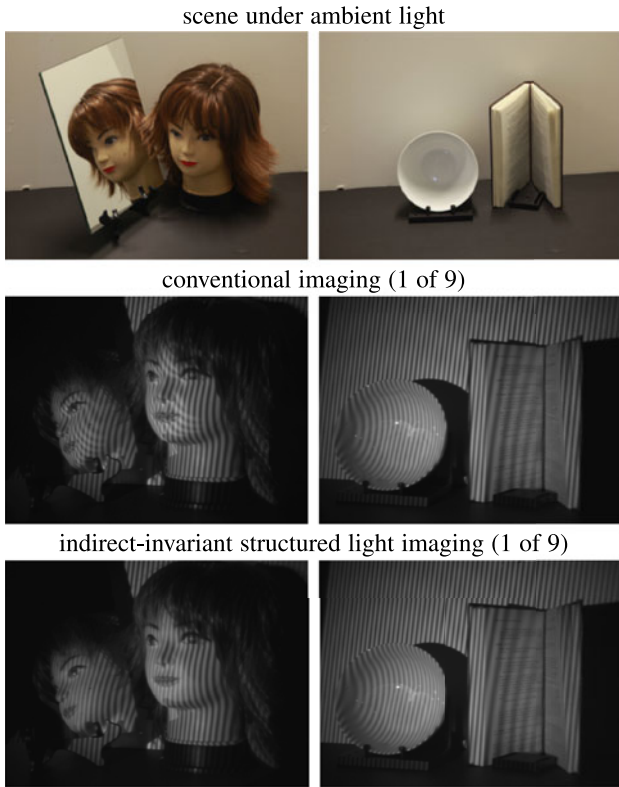 scene under ambient light
conventional imaging (1 of 9)
indirect-invariant structured light imaging (1 of 9)